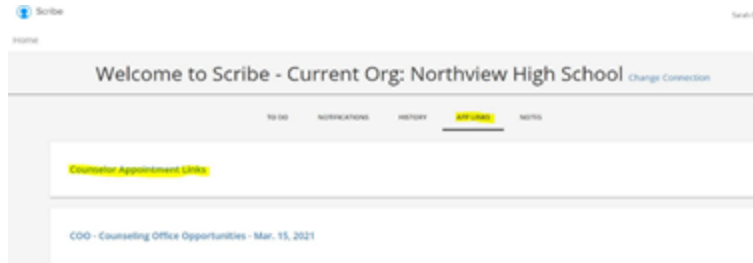 Scribe
Sarah
Home
Welcome to Scribe - Current Org: Northview High School Change Connection
TO DO NOTIFICATIONS HISTORY APP LINKS NOTES
Counselor Appointment Links
COO - Counseling Office Opportunities - Mar. 15, 2021